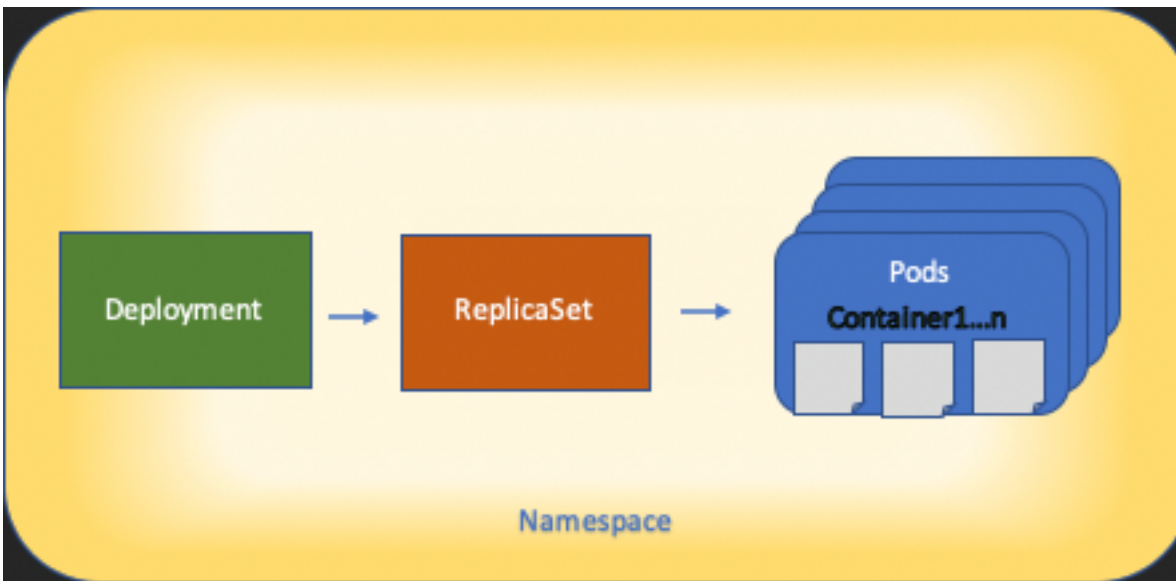 Deployment
ReplicaSet
Pods
Container1...n
Namespace